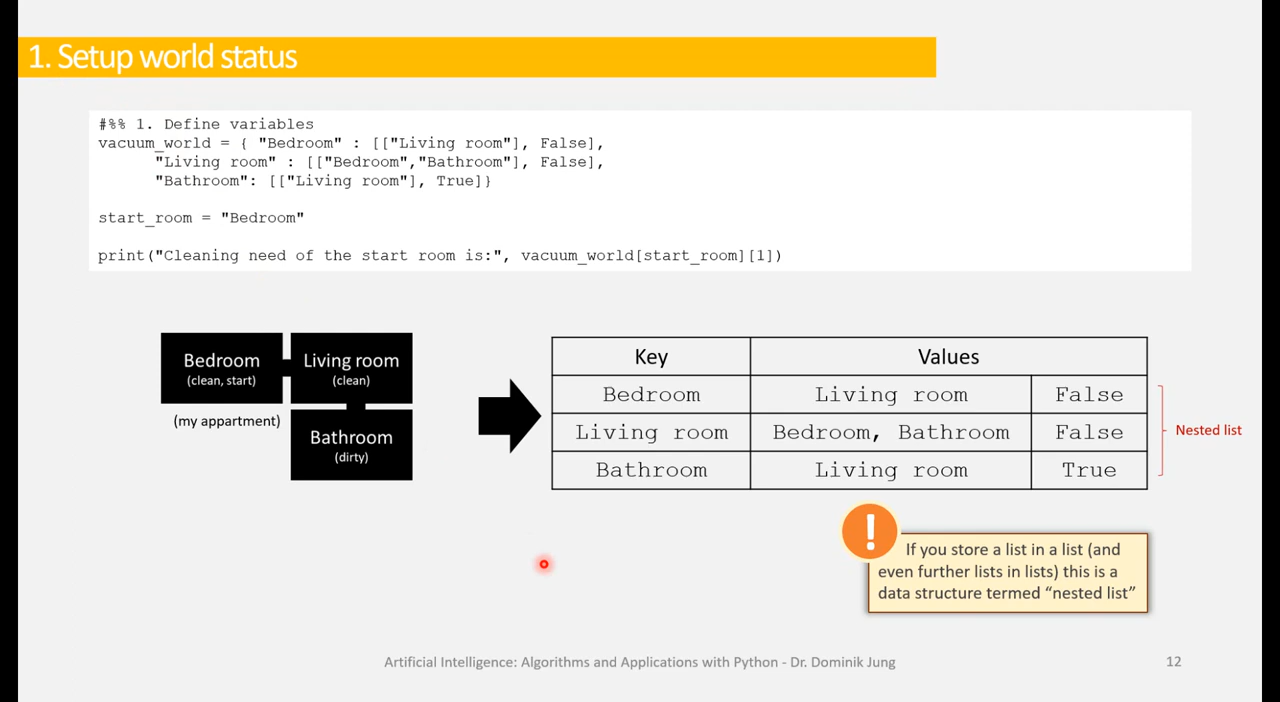 1. Setup world status
#%% 1. Define variables
vacuum_world = { "Bedroom" : [["Living room"], False],
"Living room" : [["Bedroom","Bathroom"], False],
"Bathroom": [["Living room"], True]}
start_room = "Bedroom"
print("Cleaning need of the start room is:", vacuum_world[start_room][1])
Bedroom
(clean, start)
Living room
(clean)
(my appartment)
Bathroom
(dirty)
Key Values
Bedroom Living room False
Living room Bedroom, Bathroom False
Bathroom Living room True
Nested list
!
If you store a list in a list (and
even further lists in lists) this is a
data structure termed “nested list”
Artificial Intelligence: Algorithms and Applications with Python - Dr. Dominik Jung
12